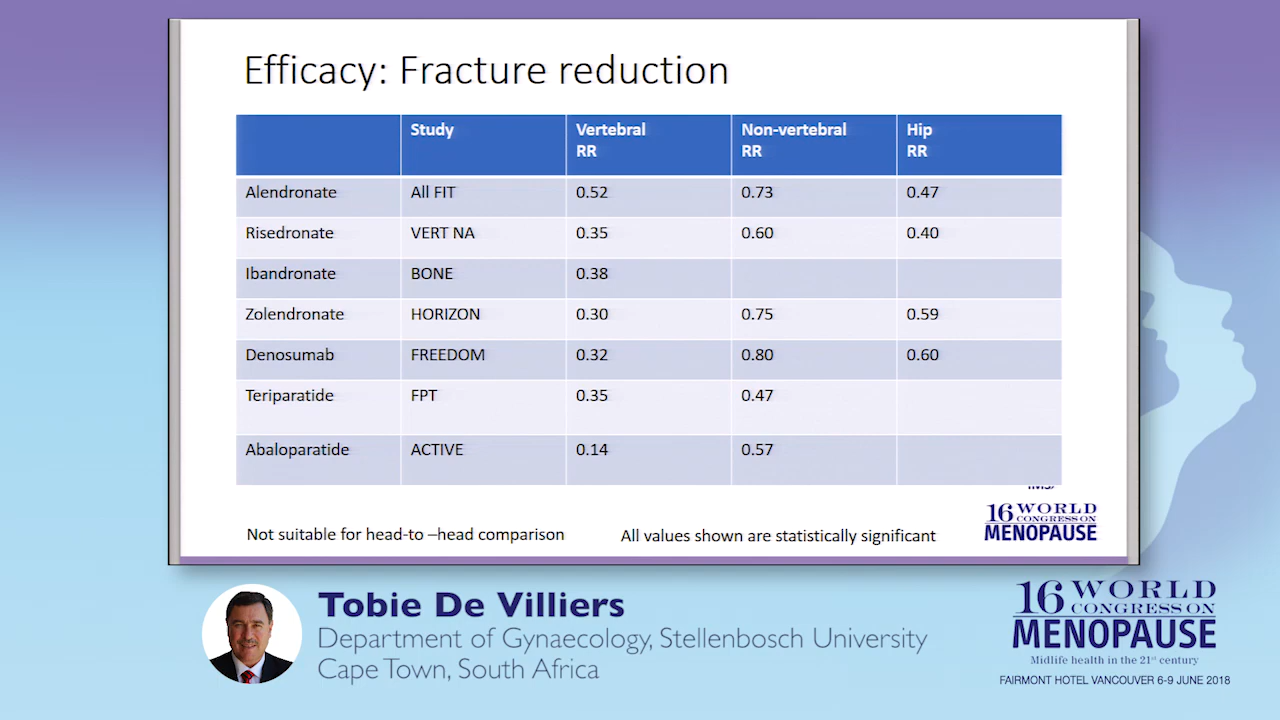 Efficacy: Fracture reduction
Study Vertebral RR Non-vertebral RR Hip RR
Alendronate All FIT 0.52 0.73 0.47
Risedronate VERT NA 0.35 0.60 0.40
Ibandronate BONE 0.38
Zolendronate HORIZON 0.30 0.75 0.59
Denosumab FREEDOM 0.32 0.80 0.60
Teriparatide FPT 0.35 0.47
Abaloparatide ACTIVE 0.14 0.57
Not suitable for head-to –head comparison
All values shown are statistically significant
16 WORLD
CONGRESS ON
MENOPAUSE
Tobie De Villiers
Department of Gynaecology, Stellenbosch University
Cape Town, South Africa
16 WORLD
CONGRESS ON
MENOPAUSE
Midlife health in the 21st century
FAIRMONT HOTEL VANCOUVER 6-9 JUNE 2018